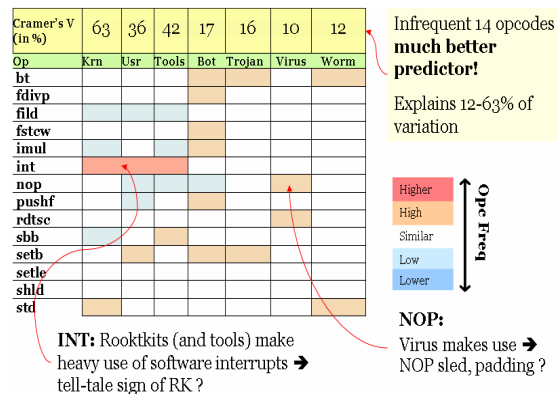 Cramer's V (in %) 63 36 42 17 16 10 12
Op Krn Usr Tools Bot Trojan Virus Worm
bt
fdivp
fild
fstcw
imul
int
nop
pushf
rdtsc
sbb
setb
setle
shld
std
Infrequent 14 opcodes
much better
predictor!
Explains 12-63% of
variation
Higher
High
Similar
Low
Lower
Opc Freq
INT: Rooktkits (and tools) make
heavy use of software interrupts ➔
tell-tale sign of RK ?
NOP:
Virus makes use ➔
NOP sled, padding ?